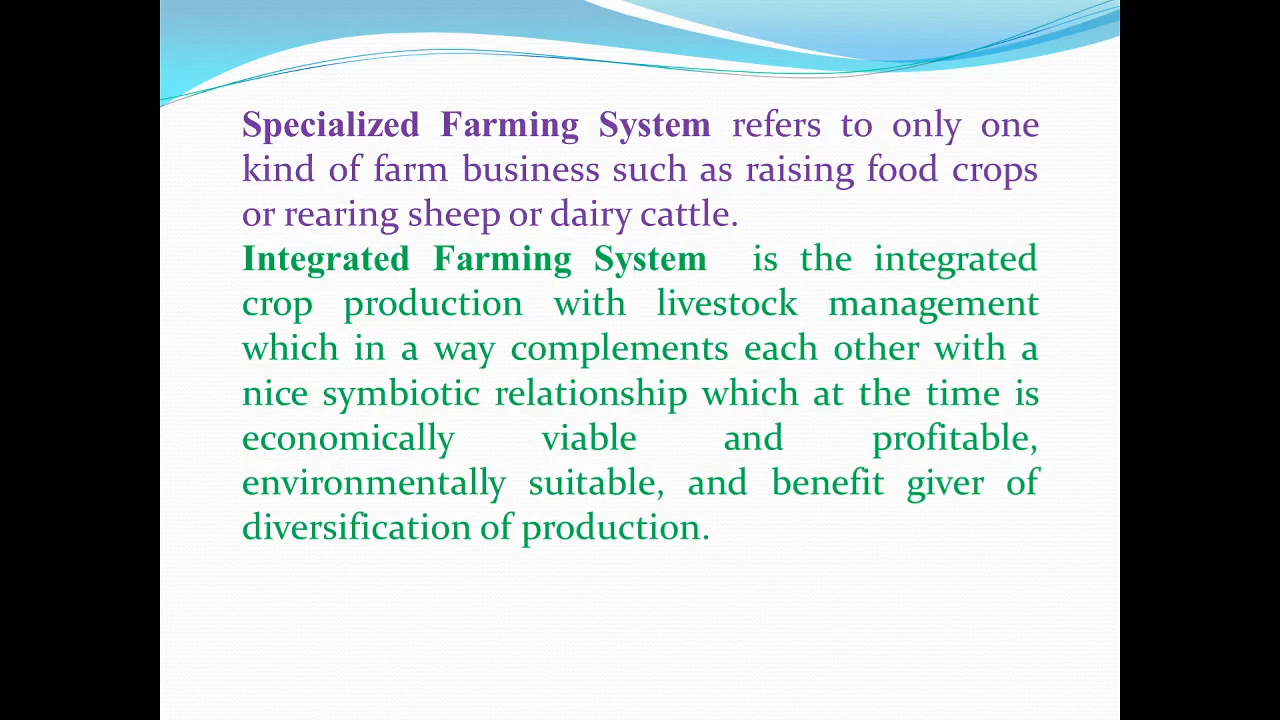 Specialized Farming System refers to only one
kind of farm business such as raising food crops
or rearing sheep or dairy cattle.
Integrated Farming System is the integrated
crop production with livestock management
which in a way complements each other with a
nice symbiotic relationship which at the time is
economically viable and profitable,
environmentally suitable, and benefit giver of
diversification of production.